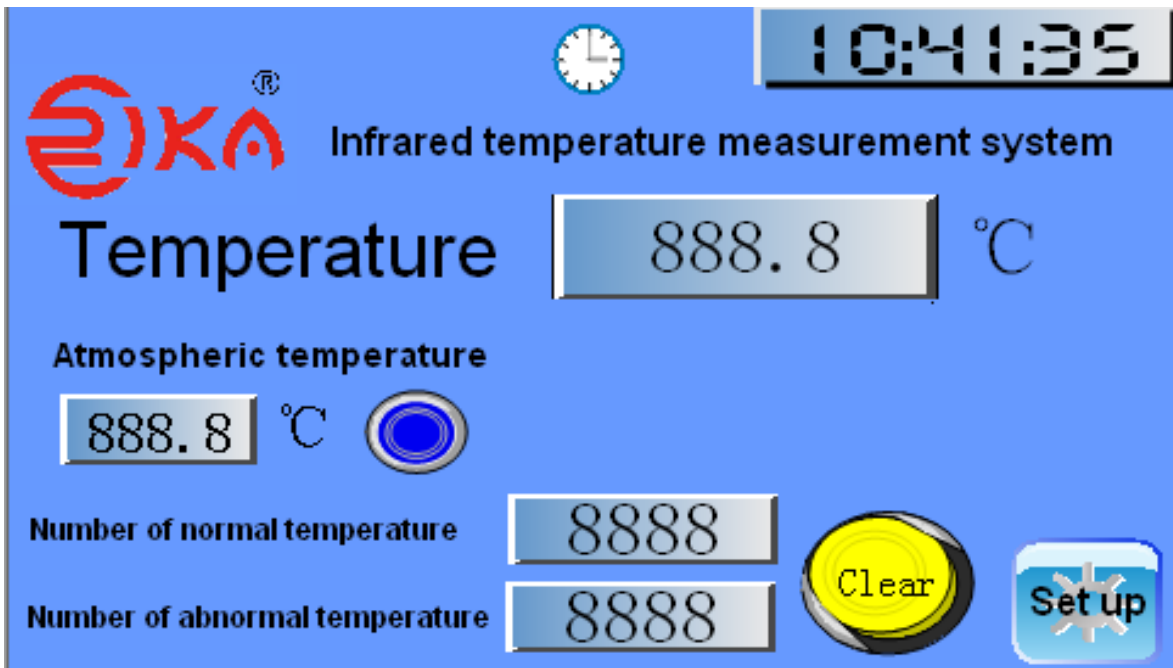 10:41:35
RIKA®
Infrared temperature measurement system
Temperature 888.8 ℃
Atmospheric temperature
888.8 ℃
Number of normal temperature 8888
Number of abnormal temperature 8888
Clear
Set up